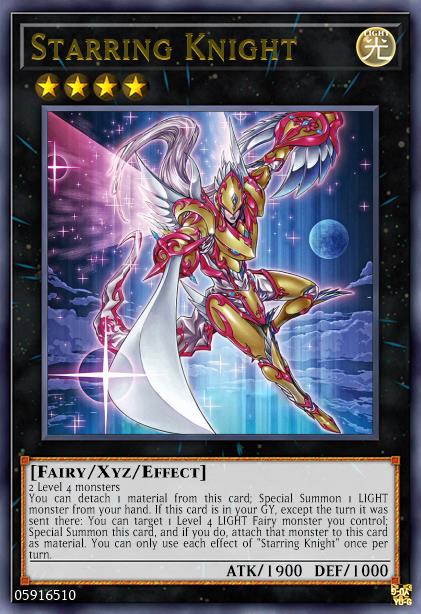 STARRING KNIGHT
LIGHT
光
[FAIRY/XYZ/EFFECT]
2 Level 4 monsters
You can detach 1 material from this card; Special Summon 1 LIGHT
monster from your hand. If this card is in your GY, except the turn it was
sent there: You can target 1 Level 4 LIGHT Fairy monster you control;
Special Summon this card, and if you do, attach that monster to this card
as material. You can only use each effect of "Starring Knight" once per
turn.
ATK/1900 DEF/1000
05916510